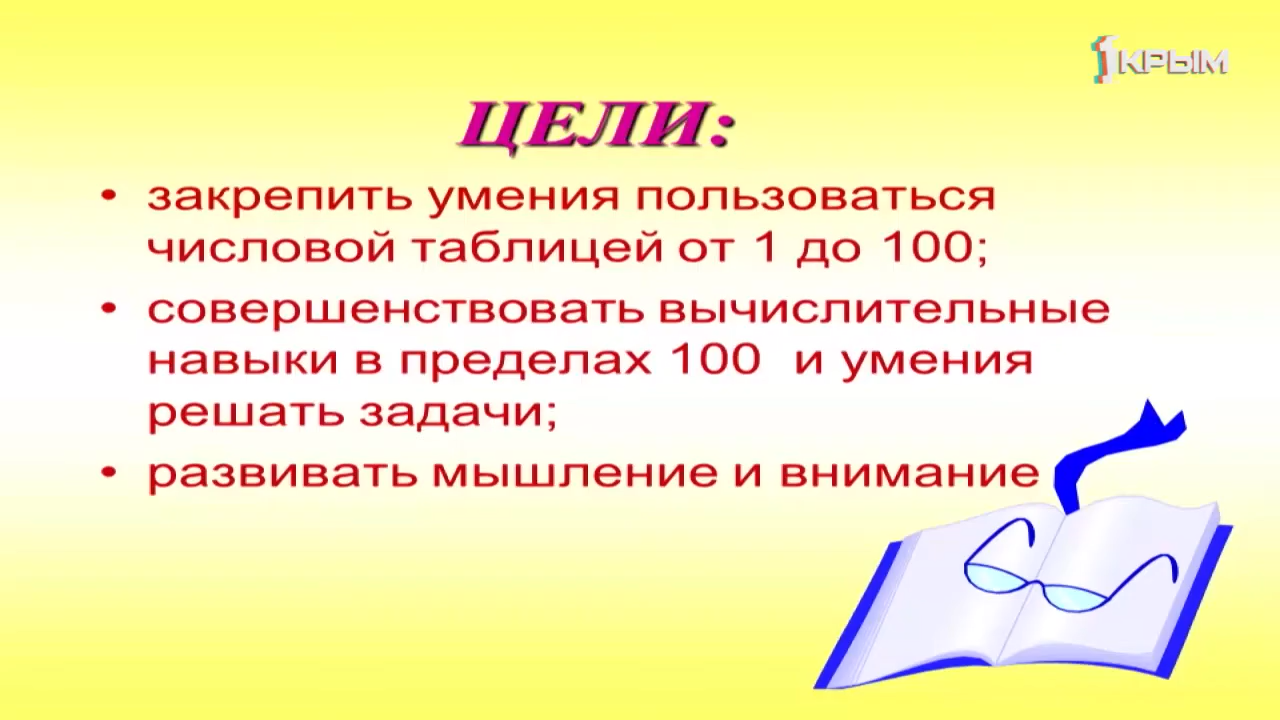 1КРЫМ
ЦЕЛИ:
• закрепить умения пользоваться
числовой таблицей от 1 до 100;
• совершенствовать вычислительные
навыки в пределах 100 и умения
решать задачи;
• развивать мышление и внимание